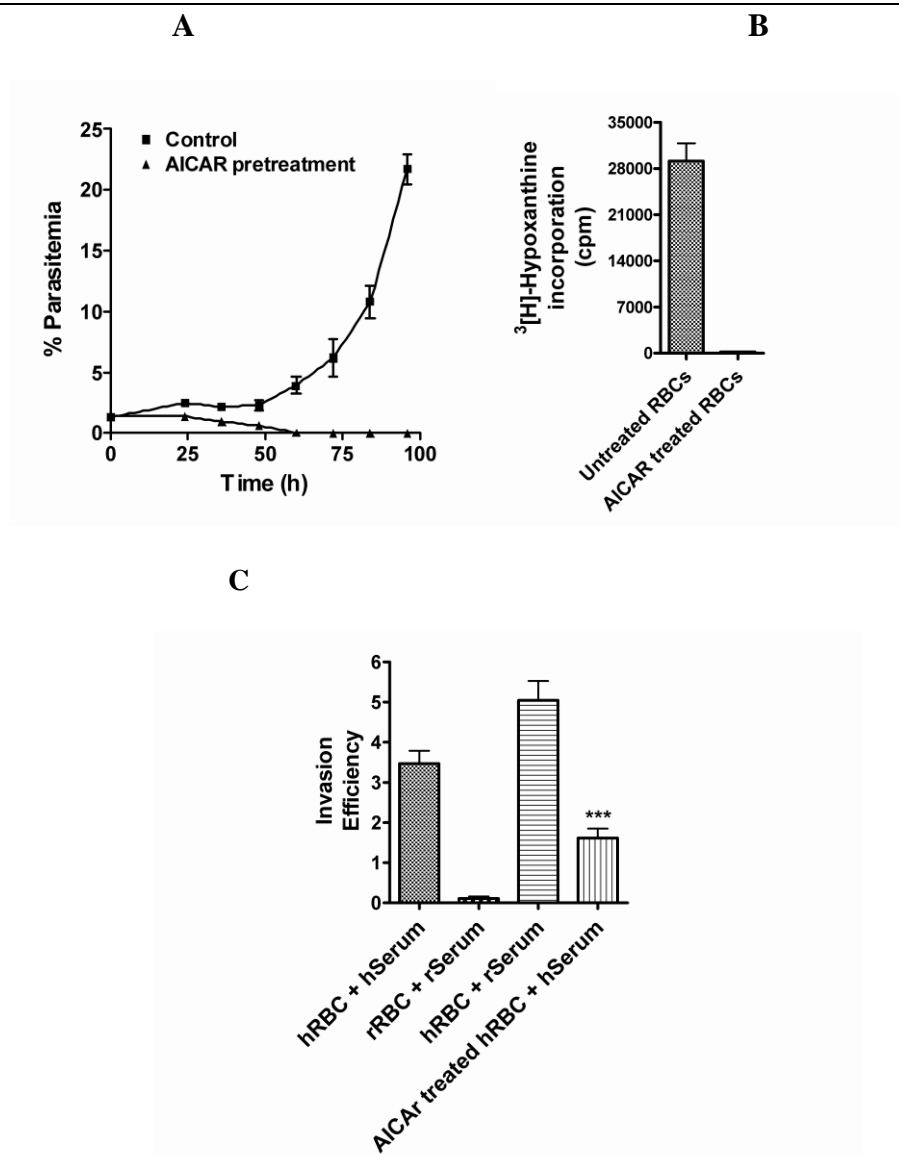 A
B
25
20
15
10
5
0
% Parasitemia
Control
AICAR pretreatment
0 25 50 75 100
Time (h)
35000
28000
21000
14000
7000
0
³[H]-Hypoxanthine
incorporation
(cpm)
Untreated RBCs
AICAR treated RBCs
C
6
5
4
3
2
1
0
Invasion
Efficiency
***
hRBC + hSerum
rRBC + rSerum
hRBC + rSerum
AICAr treated hRBC + hSerum